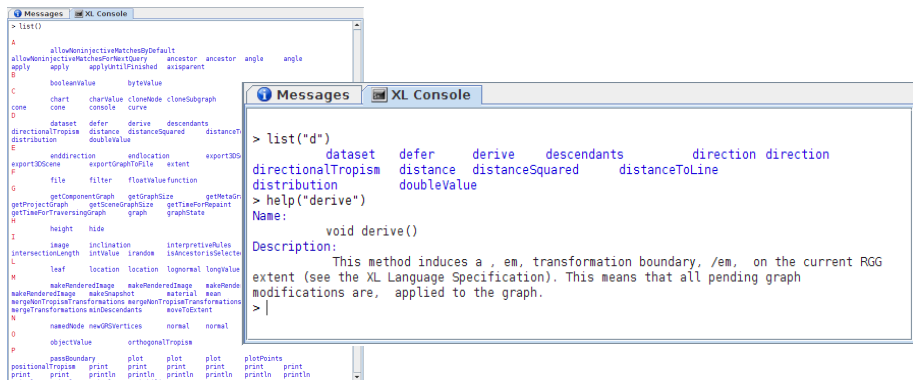 Messages XL Console
> list()
A
allowNoninjectiveMatchesByDefault
allowNoninjectiveMatchesForNextQuery ancestor ancestor angle angle
apply apply applyUntilFinished axisparent
B
booleanValue byteValue
C
chart charValue cloneNode cloneSubgraph
cone cone console curve
D
dataset defer derive descendants
directionalTropism distance distanceSquared distanceTo
distribution doubleValue
E
enddirection endlocation export3DS
export3DScene exportGraphToFile extent
F
file filter floatValue function
G
getComponentGraph getGraphSize getMetaGra
getProjectGraph getSceneGraphSize getTimeForRepaint
getTimeForTraversingGraph graph graphState
H
height hide
I
image inclination interpretiveRules
intersectionLength intValue irandom isAncestor isSelected
L
leaf location location lognormal longValue
M
makeRenderedImage makeRenderedImage makeRende
makeRenderedImage makeSnapshot material mean
mergeNonTropismTransformations mergeNonTropismTransformations
mergeTransformations minDescendants moveToExtent
N
namedNode newGRSVertices normal normal
O
objectValue orthogonalTropism
P
passBoundary plot plot plot plotPoints
positionalTropism print print print print print
print print println println println println println
Messages XL Console
> list("d")
dataset defer derive descendants direction direction
directionalTropism distance distanceSquared distanceToLine
distribution doubleValue
> help("derive")
Name:
void derive()
Description:
This method induces a , em, transformation boundary, /em, on the current RGG
extent (see the XL Language Specification). This means that all pending graph
modifications are, applied to the graph.
>